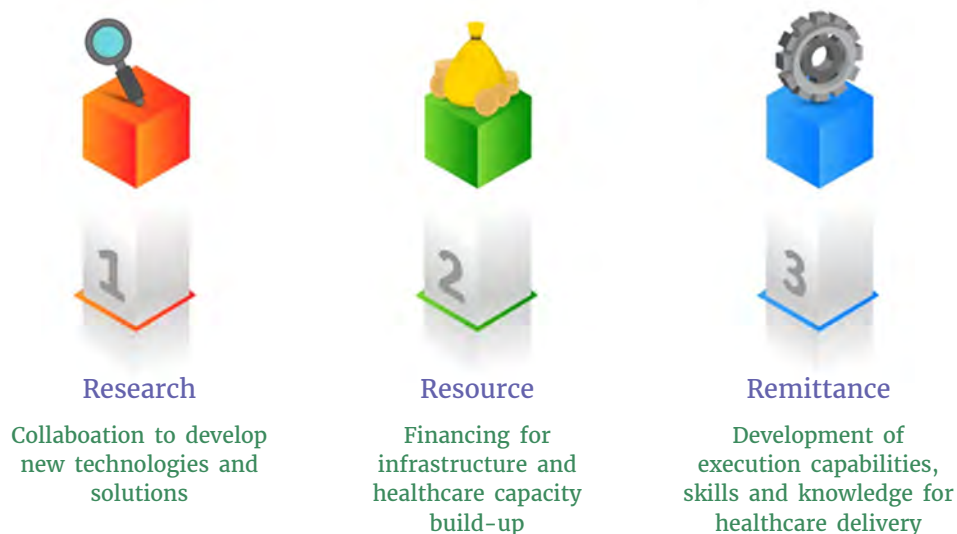 1
2
3
Research
Collaboation to develop
new technologies and
solutions
Resource
Financing for
infrastructure and
healthcare capacity
build-up
Remittance
Development of
execution capabilities,
skills and knowledge for
healthcare delivery